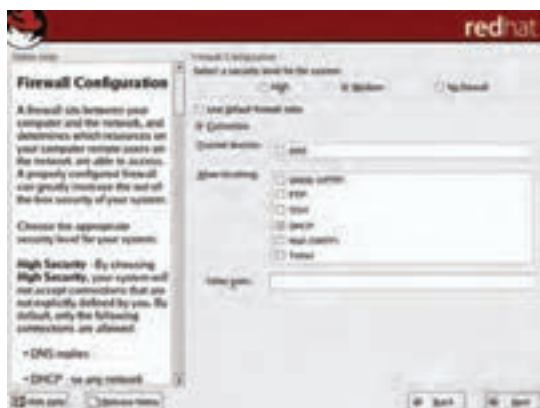 redhat
Firewall Configuration
Firewall Configuration
Select a security level for the system:
High
Medium
No firewall
A firewall sits between your
computer and the network, and
determines which resources on
your computer remote users on
the network are able to access.
A properly configured firewall
can greatly increase the out-of-
the-box security of your system.
Choose the appropriate
security level for your system.
High Security - By choosing
High Security, your system will
not accept connections that are
not explicitly defined by you. By
default, only the following
connections are allowed:
• DNS replies
• DHCP - so any network
Use default firewall rules
Customize
Trusted devices:
Allow incoming:
WWW (HTTP)
FTP
SSH
DHCP
Mail (SMTP)
Telnet
Other ports:
Hide Help
Release Notes
Back
Next